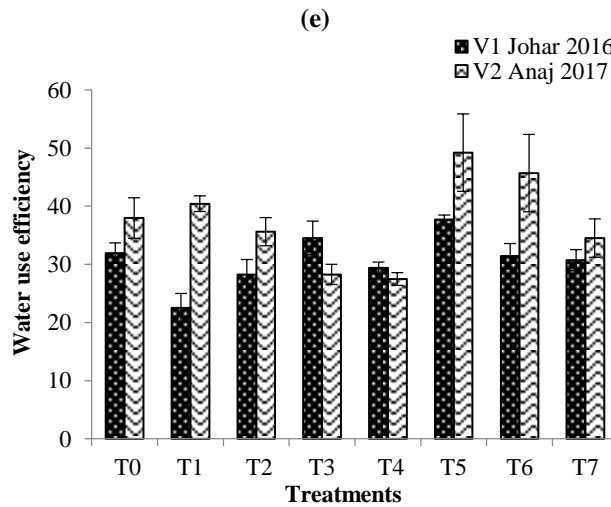 (e)
V1 Johar 2016
V2 Anaj 2017
Water use efficiency
60
50
40
30
20
10
0
T0 T1 T2 T3 T4 T5 T6 T7
Treatments